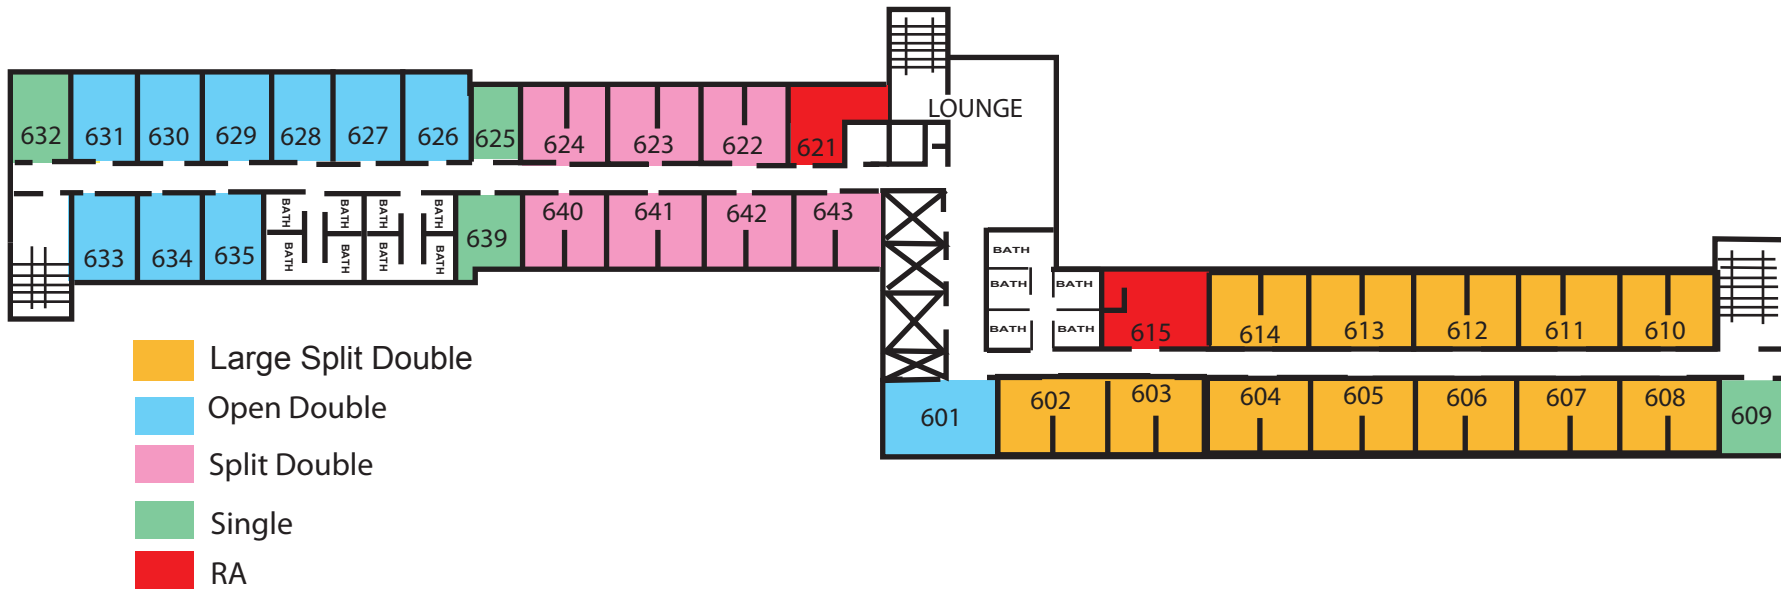 LOUNGE
632 631 630 629 628 627 626 625 624 623 622 621
633 634 635 BATH BATH BATH BATH BATH BATH BATH BATH 639 640 641 642 643
BATH
BATH BATH
BATH BATH
615 614 613 612 611 610
601 602 603 604 605 606 607 608 609
Large Split Double
Open Double
Split Double
Single
RA